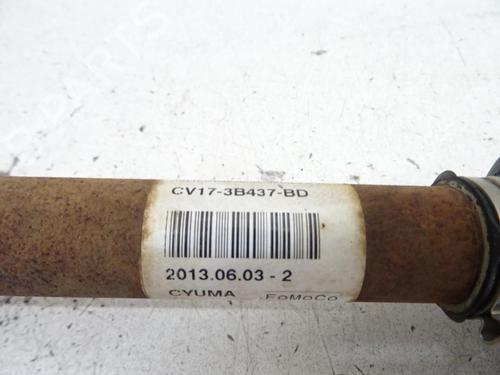 CV17-3B437-BD
2013.06.03 - 2
CYUMA FoMoCo